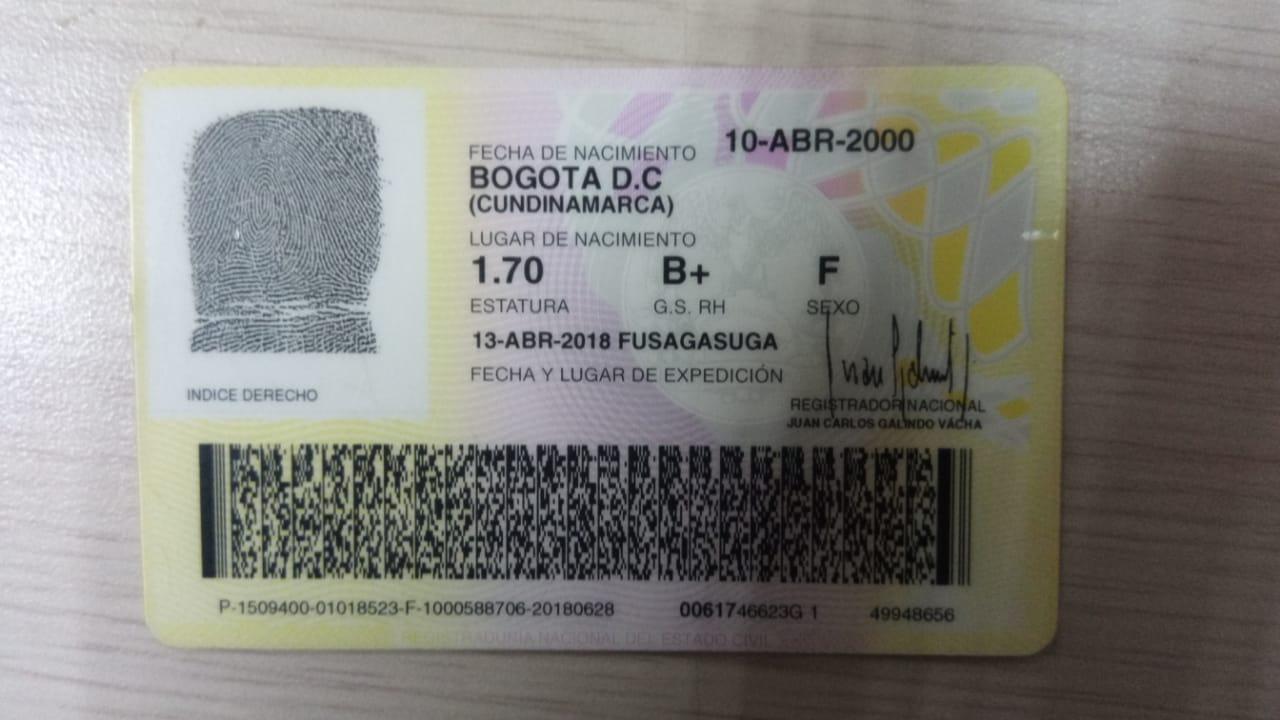 10-ABR-2000
FECHA DE NACIMIENTO
BOGOTA D.C
(CUNDINAMARCA)
LUGAR DE NACIMIENTO
1.70 B+ F
ESTATURA G.S. RH SEXO
13-ABR-2018 FUSAGASUGA
FECHA Y LUGAR DE EXPEDICIÓN
INDICE DERECHO
REGISTRADOR NACIONAL
JUAN CARLOS GALINDO VÁCHA
P-1509400-01018523-F-1000588706-20180628 0061746623G 1 49948656
REGISTRADURIA NACIONAL DEL ESTADO CIVIL